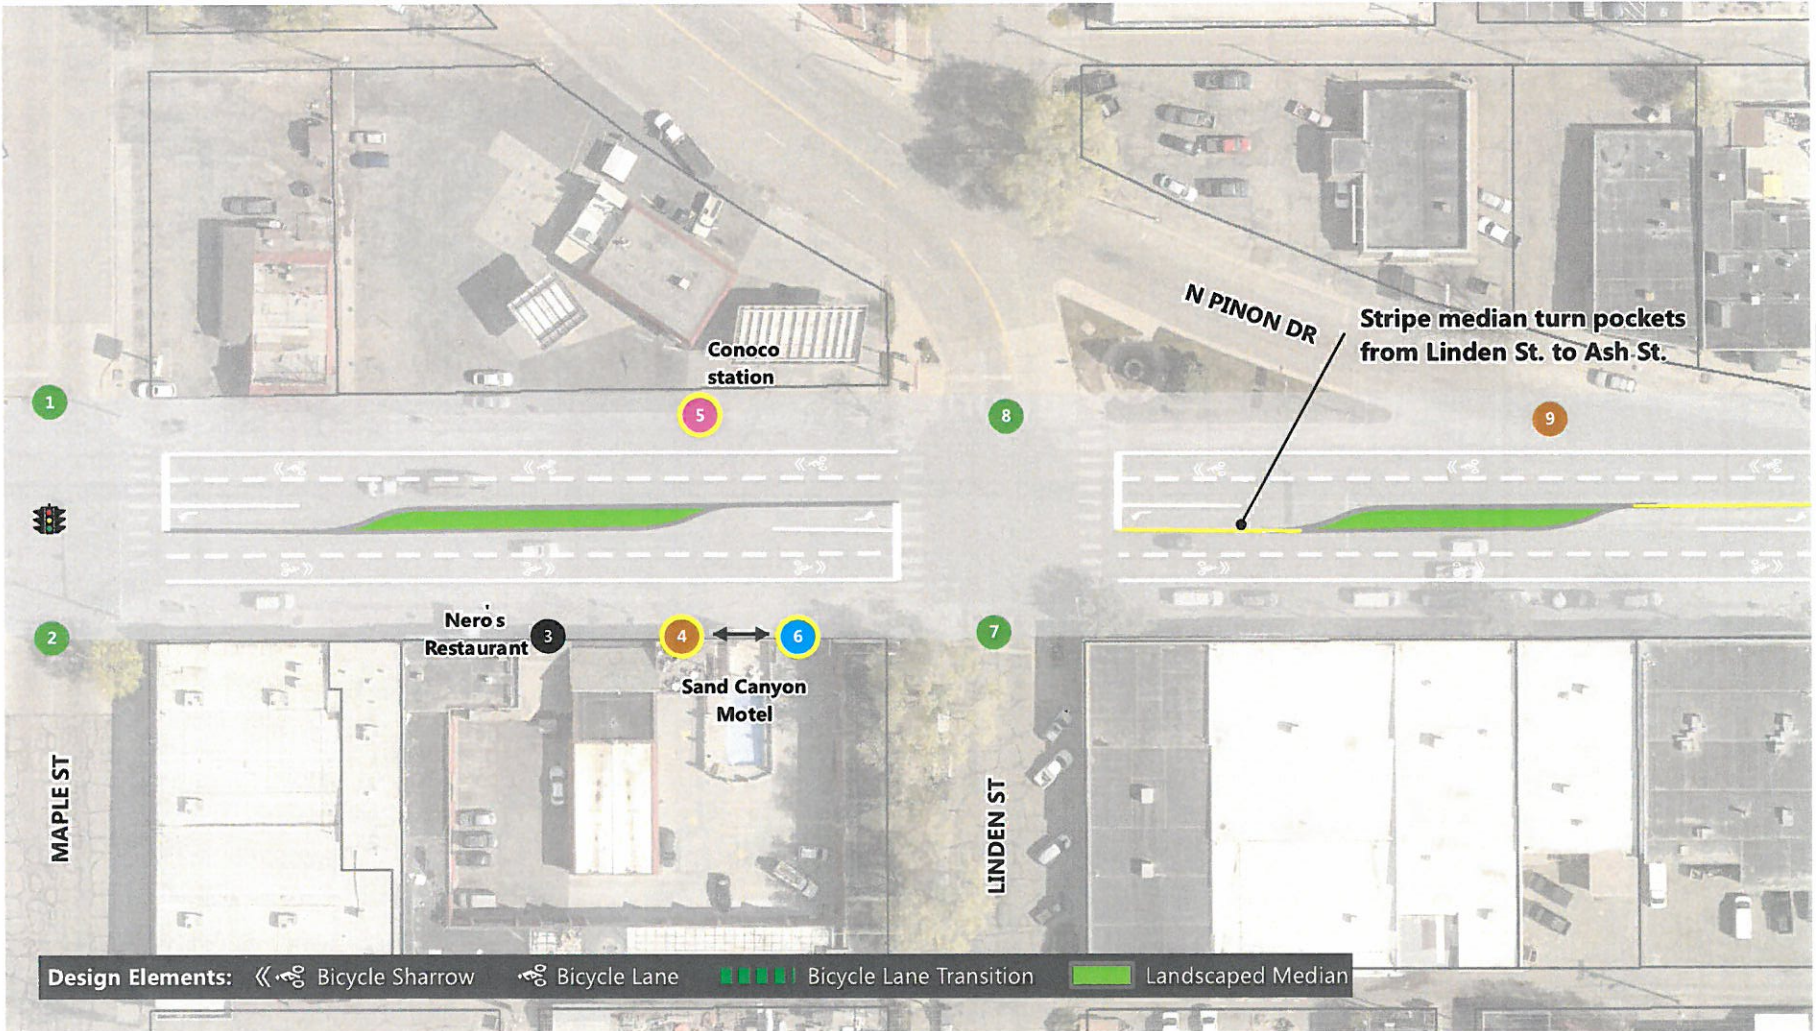 N PINON DR
Stripe median turn pockets
from Linden St. to Ash St.
Conoco
station
1
5
8
9
Nero's
Restaurant
2
3
4
6
7
Sand Canyon
Motel
MAPLE ST
LINDEN ST
Design Elements: Bicycle Sharrow Bicycle Lane Bicycle Lane Transition Landscaped Median